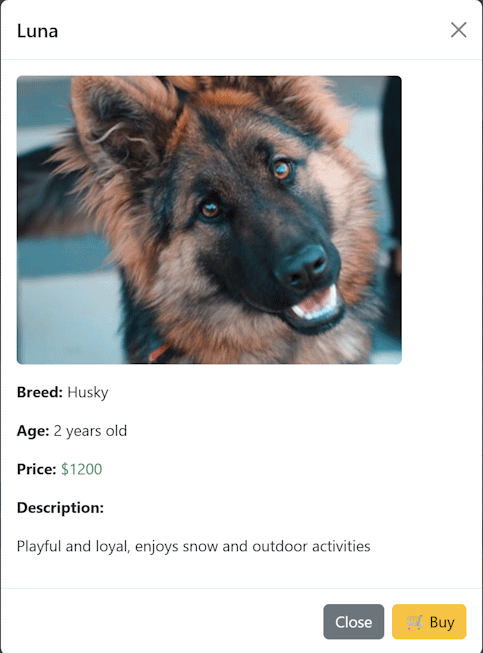 Luna
Breed: Husky
Age: 2 years old
Price: $1200
Description:
Playful and loyal, enjoys snow and outdoor activities
Close
🛒 Buy